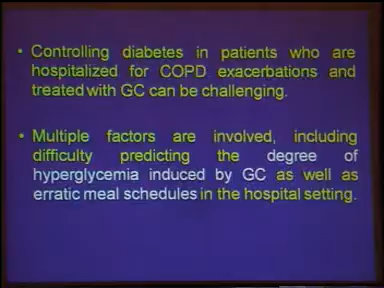 • Controlling diabetes in patients who are
hospitalized for COPD exacerbations and
treated with GC can be challenging.
• Multiple factors are involved, including
difficulty predicting the degree of
hyperglycemia induced by GC as well as
erratic meal schedules in the hospital setting.